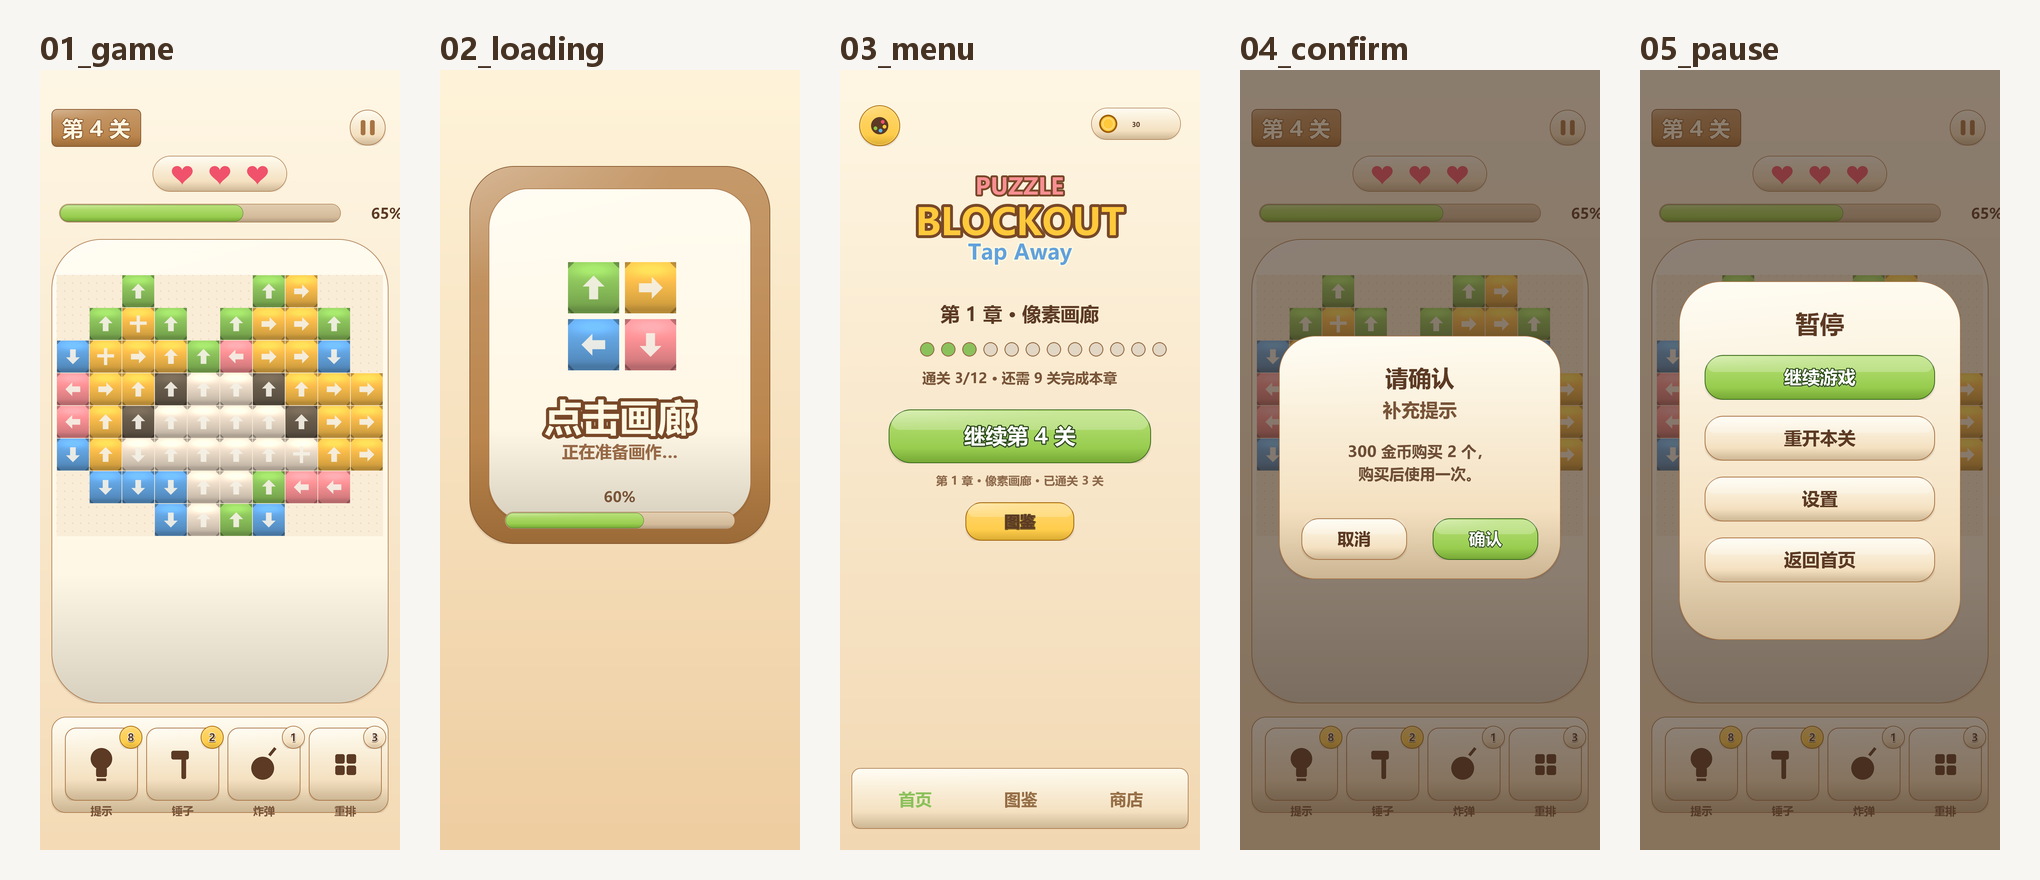 01_game
第 4 关
65%
8
2
1
3
提示
锤子
炸弹
重排
02_loading
点击画廊
正在准备画作...
60%
03_menu
30
PUZZLE
BLOCKOUT
Tap Away
第 1 章 • 像素画廊
通关 3/12 • 还需 9 关完成本章
继续第 4 关
第 1 章 • 像素画廊 • 已通关 3 关
图鉴
首页
图鉴
商店
04_confirm
第 4 关
65%
请确认
补充提示
300 金币购买 2 个，
购买后使用一次。
取消
确认
8
2
1
3
提示
锤子
炸弹
重排
05_pause
第 4 关
65%
暂停
继续游戏
重开本关
设置
返回首页
8
2
1
3
提示
锤子
炸弹
重排